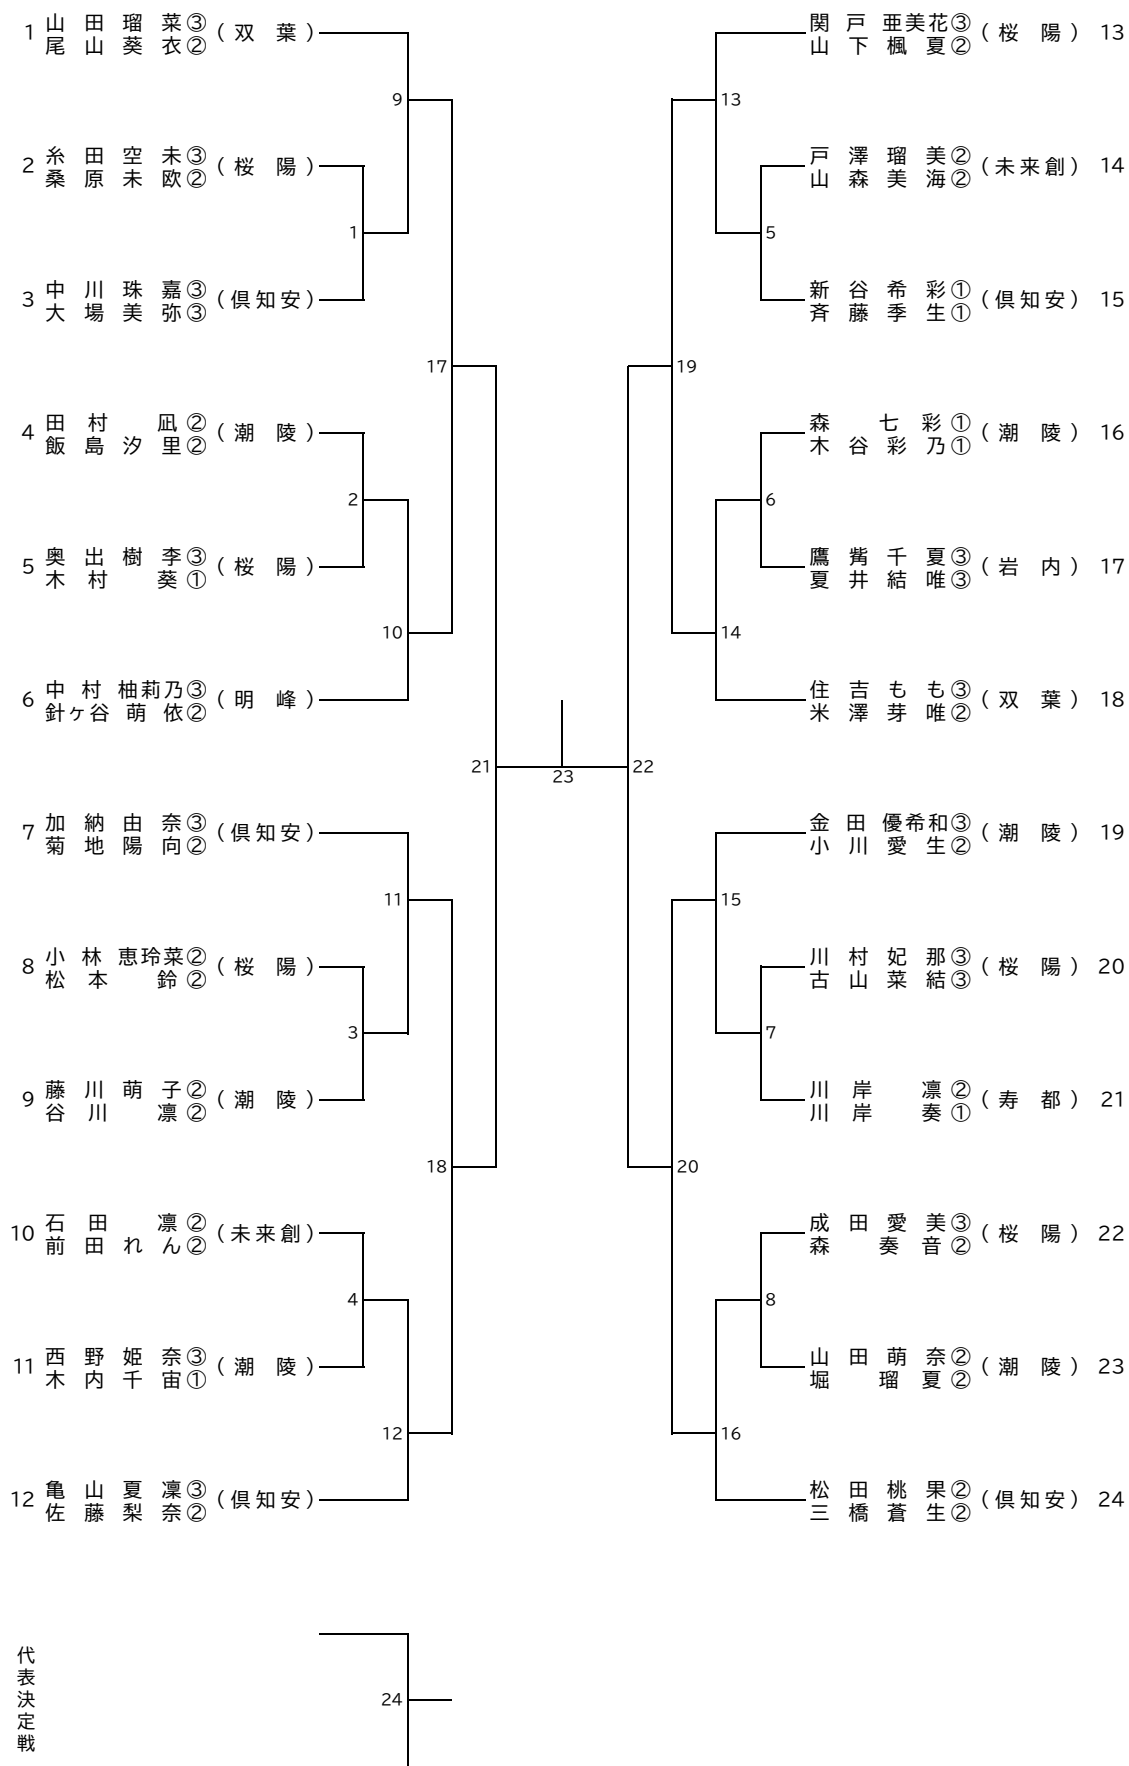 1 山田瑠菜③ (双葉)
尾山葵衣②
9
2 糸田空未③ (桜陽)
桑原未欧②
1
3 中川珠嘉③ (倶知安)
大場美弥③
17
4 田村凪② (潮陵)
飯島汐里②
2
5 奥出樹李③ (桜陽)
木村葵①
10
6 中村柚莉乃③ (明峰)
針ヶ谷萌依②
21
7 加納由奈③ (倶知安)
菊地陽向②
11
8 小林恵玲菜② (桜陽)
松本鈴②
3
9 藤川萌子② (潮陵)
谷川凛②
18
10 石田凛② (未来創)
前田れん②
4
11 西野姫奈③ (潮陵)
木内千宙①
12
12 亀山夏凜③ (倶知安)
佐藤梨奈②
23
関戸亜美花③ (桜陽) 13
山下楓夏②
13
戸澤瑠美② (未来創) 14
山森美海②
5
新谷希彩① (倶知安) 15
斉藤季生①
19
森七彩① (潮陵) 16
木谷彩乃①
6
鷹觜千夏③ (岩内) 17
夏井結唯③
14
住吉もも③ (双葉) 18
米澤芽唯②
22
金田優希和③ (潮陵) 19
小川愛生②
15
川村妃那③ (桜陽) 20
古山菜結③
7
川岸凛② (寿都) 21
川岸奏①
20
成田愛美③ (桜陽) 22
森奏音②
8
山田萌奈② (潮陵) 23
堀瑠夏②
16
松田桃果② (倶知安) 24
三橋蒼生②
代表決定戦
24